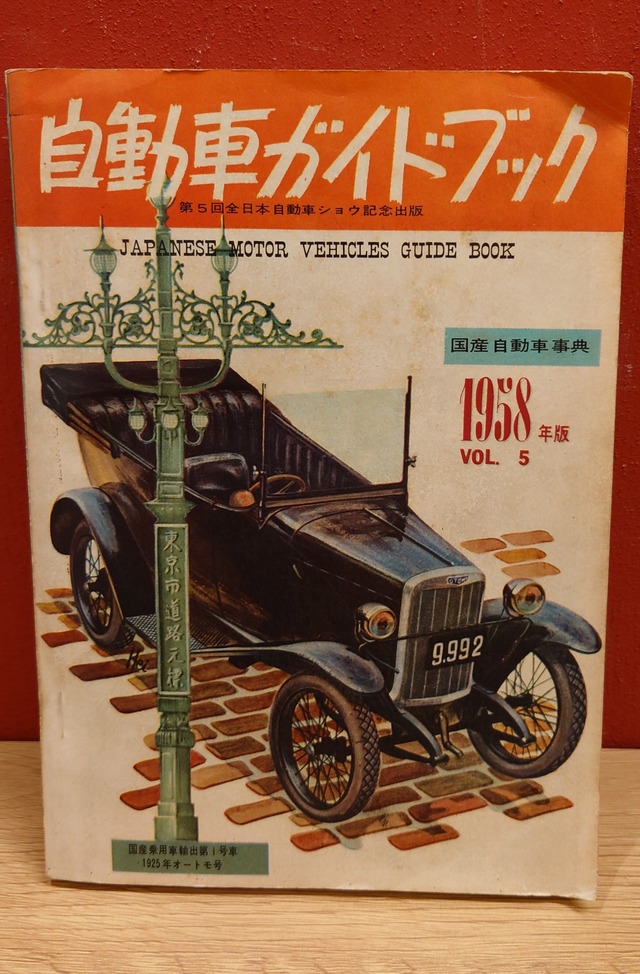 自動車ガイドブック
第5回全日本自動車ショウ記念出版
JAPANESE MOTOR VEHICLES GUIDE BOOK
国産自動車事典
1958年版
VOL. 5
東京市道路元標
9.992
国産乗用車輸出第1号車
1925年オートモ号